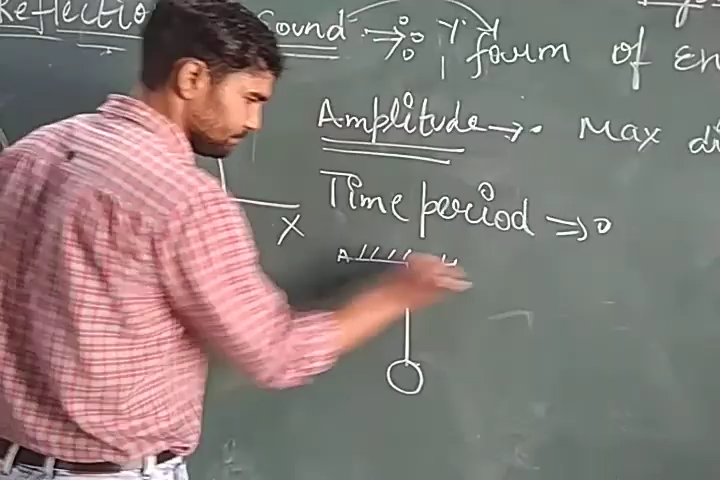 Reflectio Sound → Y form of En
Amplitude → Max di
X Time period ⇒
A